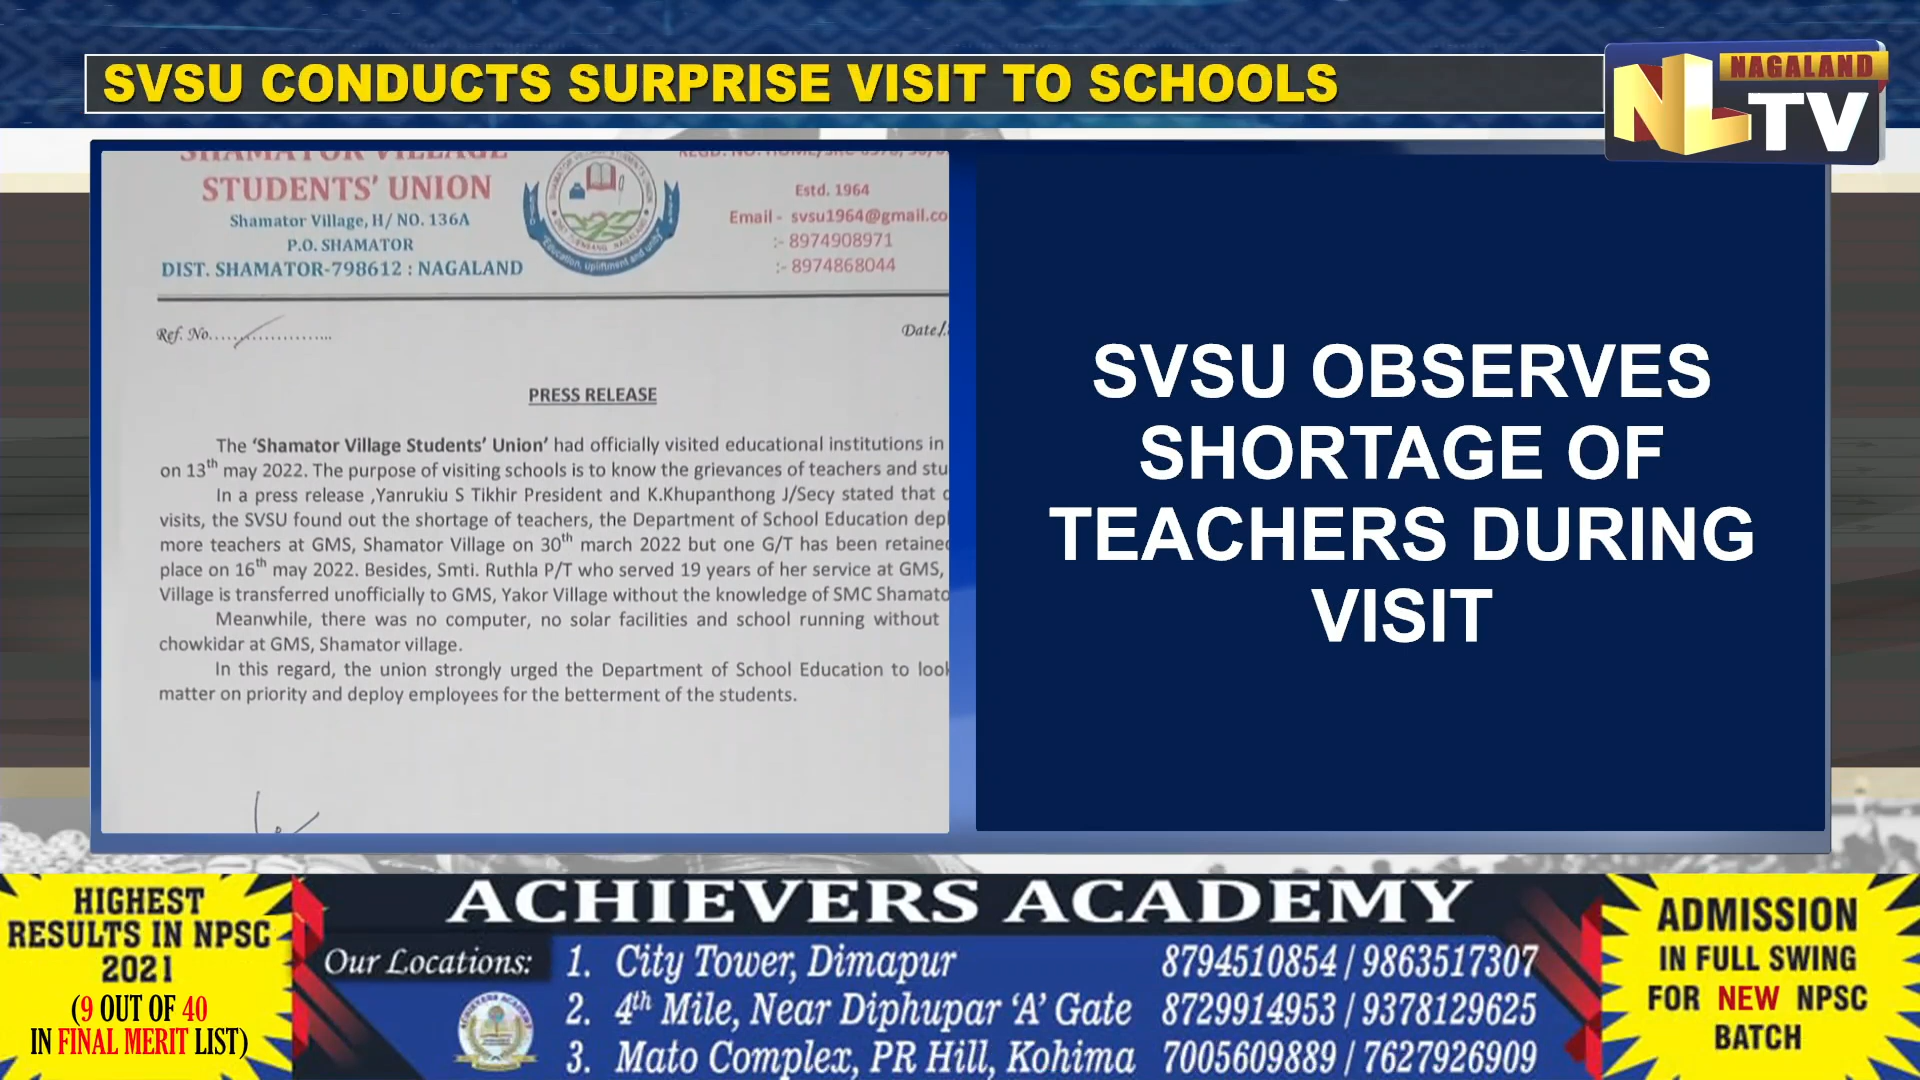 SVSU CONDUCTS SURPRISE VISIT TO SCHOOLS
NAGALAND
NL TV
SHAMATOR VILLAGE
STUDENTS' UNION
Shamator Village, H/ NO. 136A
P.O. SHAMATOR
DIST. SHAMATOR-798612 : NAGALAND
Estd. 1964
Email - svsu1964@gmail.co
:- 8974908971
:- 8974868044
Ref. No.
Date
PRESS RELEASE
The 'Shamator Village Students' Union' had officially visited educational institutions in
on 13th may 2022. The purpose of visiting schools is to know the grievances of teachers and stu
In a press release ,Yanrukiu S Tikhir President and K.Khupanthong J/Secy stated that
visits, the SVSU found out the shortage of teachers, the Department of School Education depl
more teachers at GMS, Shamator Village on 30th march 2022 but one G/T has been retained
place on 16th may 2022. Besides, Smti. Ruthla P/T who served 19 years of her service at GMS,
Village is transferred unofficially to GMS, Yakor Village without the knowledge of SMC Shamato
Meanwhile, there was no computer, no solar facilities and school running without
chowkidar at GMS, Shamator village.
In this regard, the union strongly urged the Department of School Education to look
matter on priority and deploy employees for the betterment of the students.
SVSU OBSERVES
SHORTAGE OF
TEACHERS DURING
VISIT
HIGHEST
RESULTS IN NPSC
2021
(9 OUT OF 40
IN FINAL MERIT LIST)
ACHIEVERS ACADEMY
Our Locations:
1. City Tower, Dimapur 8794510854 / 9863517307
2. 4th Mile, Near Diphupar 'A' Gate 8729914953 / 9378129625
3. Mato Complex, PR Hill, Kohima 7005609889 / 7627926909
ADMISSION
IN FULL SWING
FOR NEW NPSC
BATCH